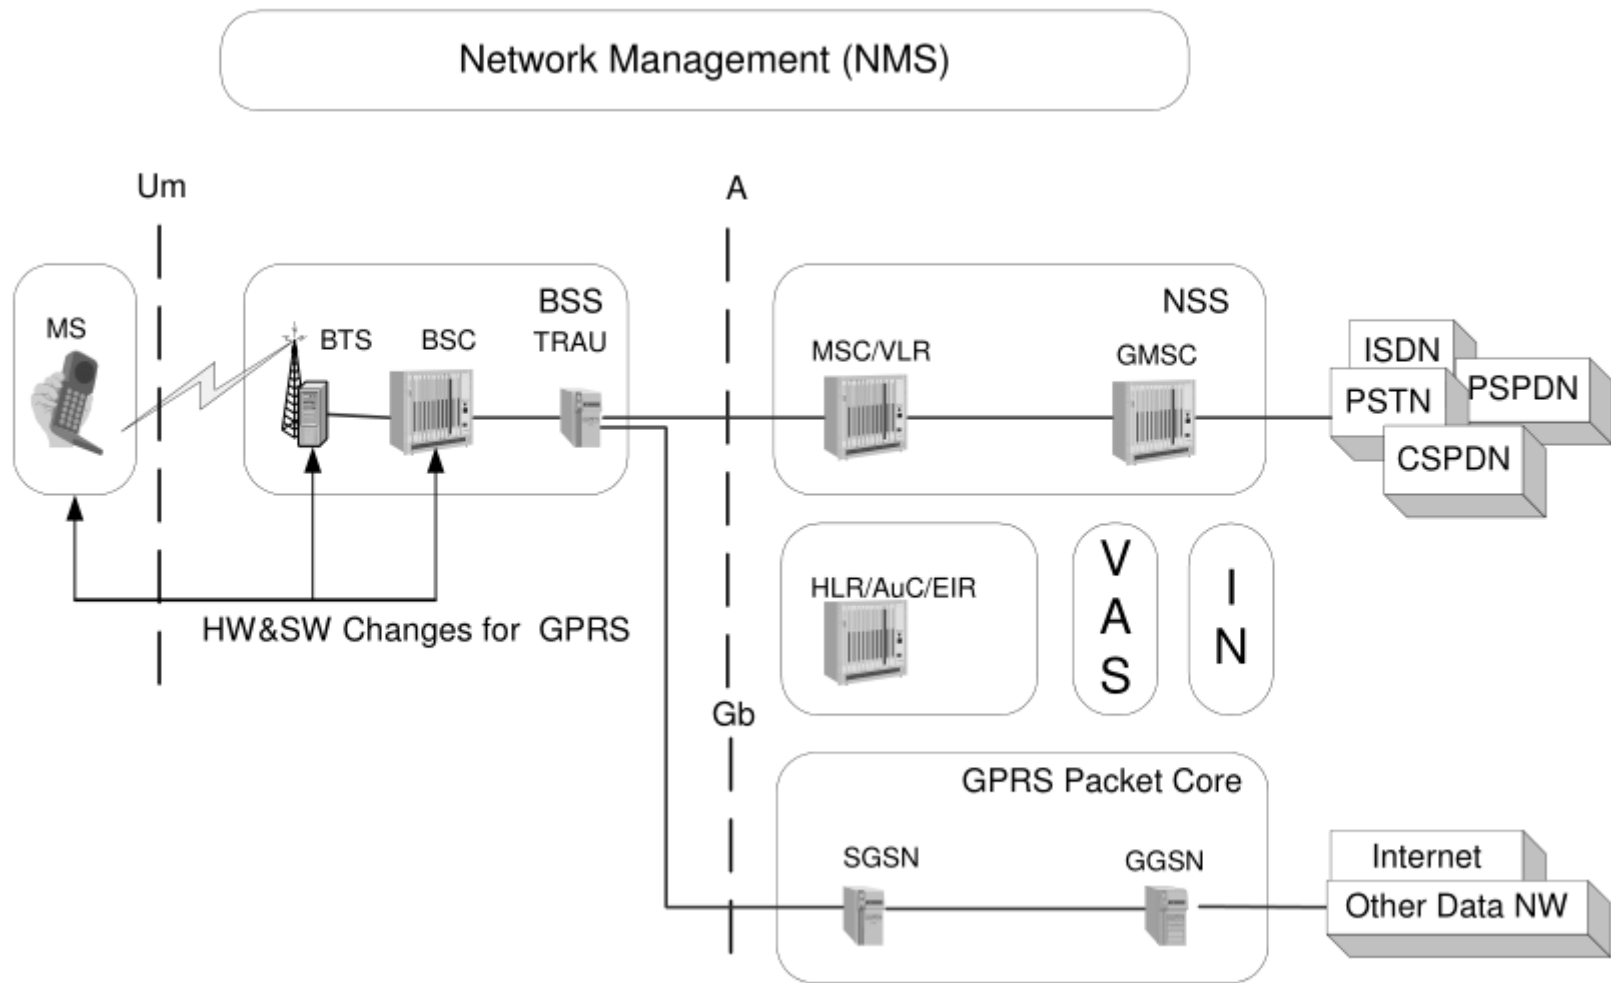 Network Management (NMS)
Um
A
BSS
NSS
MS
BTS
BSC
TRAU
MSC/VLR
GMSC
ISDN
PSPDN
PSTN
CSPDN
HW&SW Changes for GPRS
HLR/AuC/EIR
V
A
S
I
N
Gb
GPRS Packet Core
SGSN
GGSN
Internet
Other Data NW